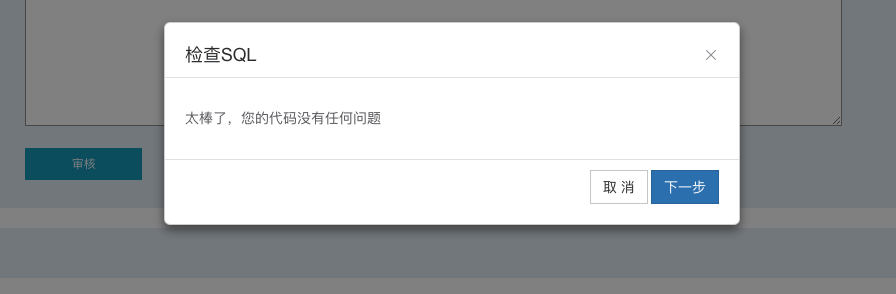 检查SQL
×
太棒了，您的代码没有任何问题
审核
取 消
下一步